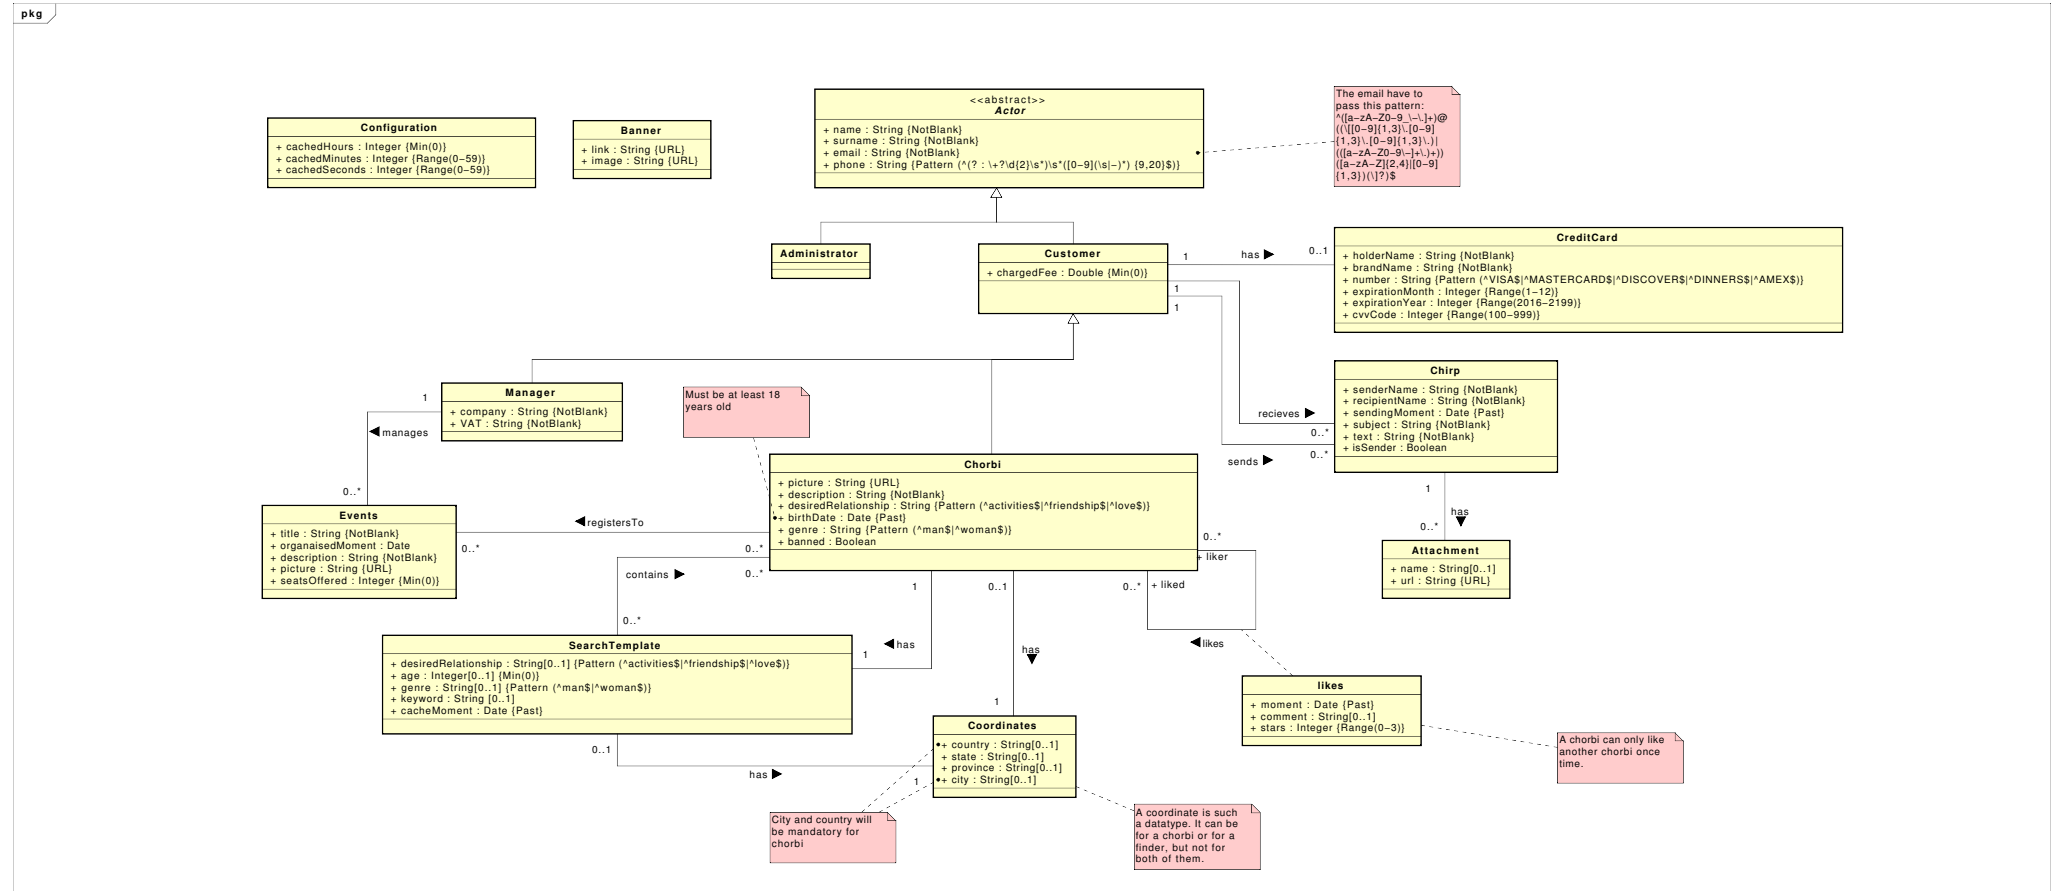 pkg
<<abstract>>
Actor
+ name : String {NotBlank}
+ surname : String {NotBlank}
+ email : String {NotBlank}
+ phone : String {Pattern (^(? : \+?\d{2}\s*)\s*([0-9](\s|-)*) {9,20}$)}
The email have to
pass this pattern:
^([a-zA-Z0-9_\-\.]+)@
((\[[0-9]{1,3}\.[0-9]
{1,3}\.[0-9]{1,3}\.)|
(([a-zA-Z0-9\-]+\.)+))
([a-zA-Z]{2,4}|[0-9]
{1,3})(\]?)$
Configuration
+ cachedHours : Integer {Min(0)}
+ cachedMinutes : Integer {Range(0-59)}
+ cachedSeconds : Integer {Range(0-59)}
Banner
+ link : String {URL}
+ image : String {URL}
Administrator
Customer
+ chargedFee : Double {Min(0)}
1
has
0..1
1
1
CreditCard
+ holderName : String {NotBlank}
+ brandName : String {NotBlank}
+ number : String {Pattern (^VISA$|^MASTERCARD$|^DISCOVER$|^DINNERS$|^AMEX$)}
+ expirationMonth : Integer {Range(1-12)}
+ expirationYear : Integer {Range(2016-2199)}
+ cvvCode : Integer {Range(100-999)}
Manager
+ company : String {NotBlank}
+ VAT : String {NotBlank}
1
manages
0..*
Must be at least 18
years old
Chirp
+ senderName : String {NotBlank}
+ recipientName : String {NotBlank}
+ sendingMoment : Date {Past}
+ subject : String {NotBlank}
+ text : String {NotBlank}
+ isSender : Boolean
recieves
0..*
sends
0..*
1
has
0..*
Attachment
+ name : String[0..1]
+ url : String {URL}
Chorbi
+ picture : String {URL}
+ description : String {NotBlank}
+ desiredRelationship : String {Pattern (^activities$|^friendship$|^love$)}
+ birthDate : Date {Past}
+ genre : String {Pattern (^man$|^woman$)}
+ banned : Boolean
Events
+ title : String {NotBlank}
+ organaisedMoment : Date
+ description : String {NotBlank}
+ picture : String {URL}
+ seatsOffered : Integer {Min(0)}
registersTo
0..*
0..*
contains
0..*
0..*
1
has
1
0..1
has
1
0..*
+ liker
0..*
+ liked
likes
SearchTemplate
+ desiredRelationship : String[0..1] {Pattern (^activities$|^friendship$|^love$)}
+ age : Integer[0..1] {Min(0)}
+ genre : String[0..1] {Pattern (^man$|^woman$)}
+ keyword : String [0..1]
+ cacheMoment : Date {Past}
0..1
has
1
Coordinates
+ country : String[0..1]
+ state : String[0..1]
+ province : String[0..1]
+ city : String[0..1]
likes
+ moment : Date {Past}
+ comment : String[0..1]
+ stars : Integer {Range(0-3)}
A chorbi can only like
another chorbi once
time.
City and country will
be mandatory for
chorbi
A coordinate is such
a datatype. It can be
for a chorbi or for a
finder, but not for
both of them.